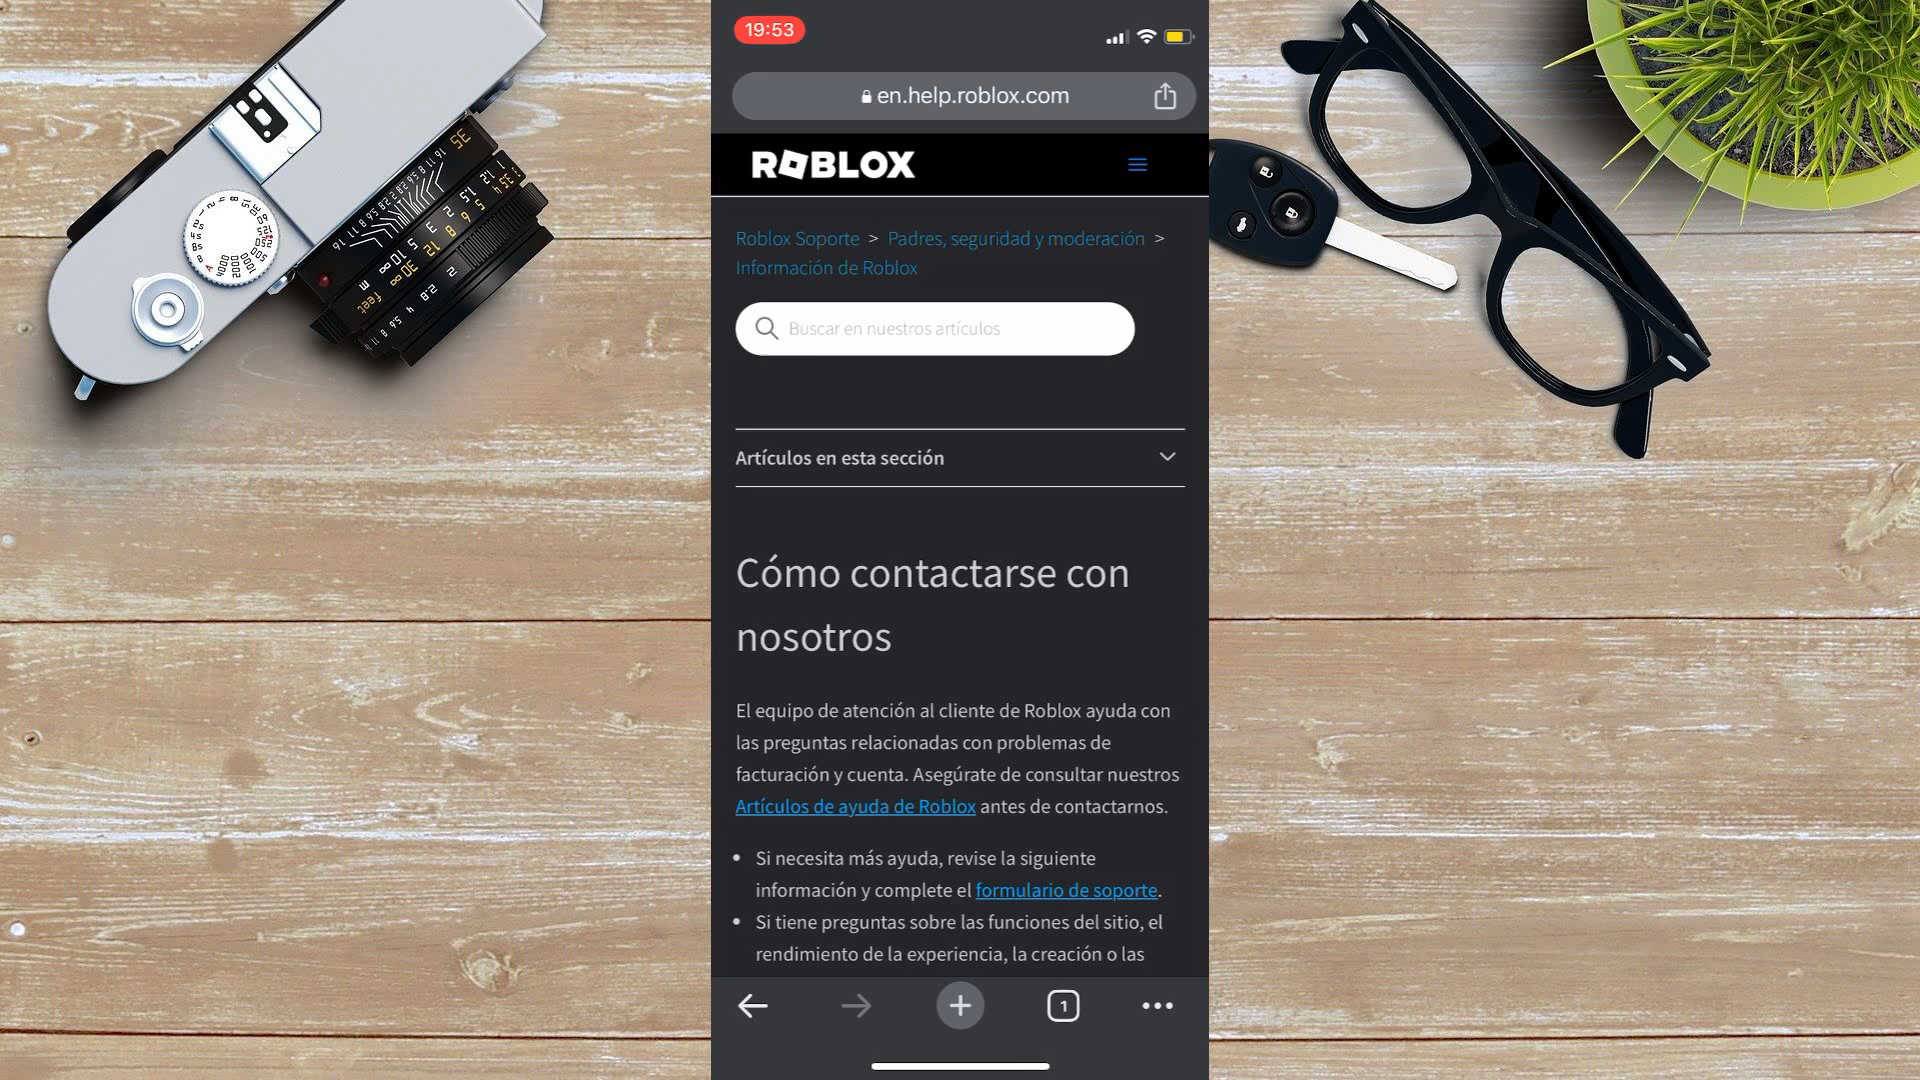 19:53
en.help.roblox.com
ROBLOX
Roblox Soporte > Padres, seguridad y moderación >
Información de Roblox
Buscar en nuestros artículos
Artículos en esta sección
Cómo contactarse con
nosotros
El equipo de atención al cliente de Roblox ayuda con
las preguntas relacionadas con problemas de
facturación y cuenta. Asegúrate de consultar nuestros
Artículos de ayuda de Roblox antes de contactarnos.
• Si necesita más ayuda, revise la siguiente
información y complete el formulario de soporte.
• Si tiene preguntas sobre las funciones del sitio, el
rendimiento de la experiencia, la creación o las
1
feet
m